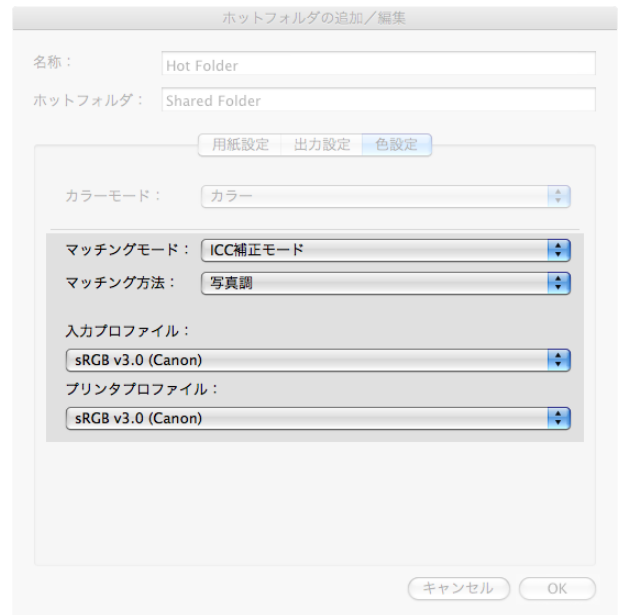 ホットフォルダの追加／編集
名称：
Hot Folder
ホットフォルダ：
Shared Folder
用紙設定 出力設定 色設定
カラーモード：
カラー
マッチングモード：
ICC補正モード
マッチング方法：
写真調
入力プロファイル：
sRGB v3.0 (Canon)
プリンタプロファイル：
sRGB v3.0 (Canon)
キャンセル OK